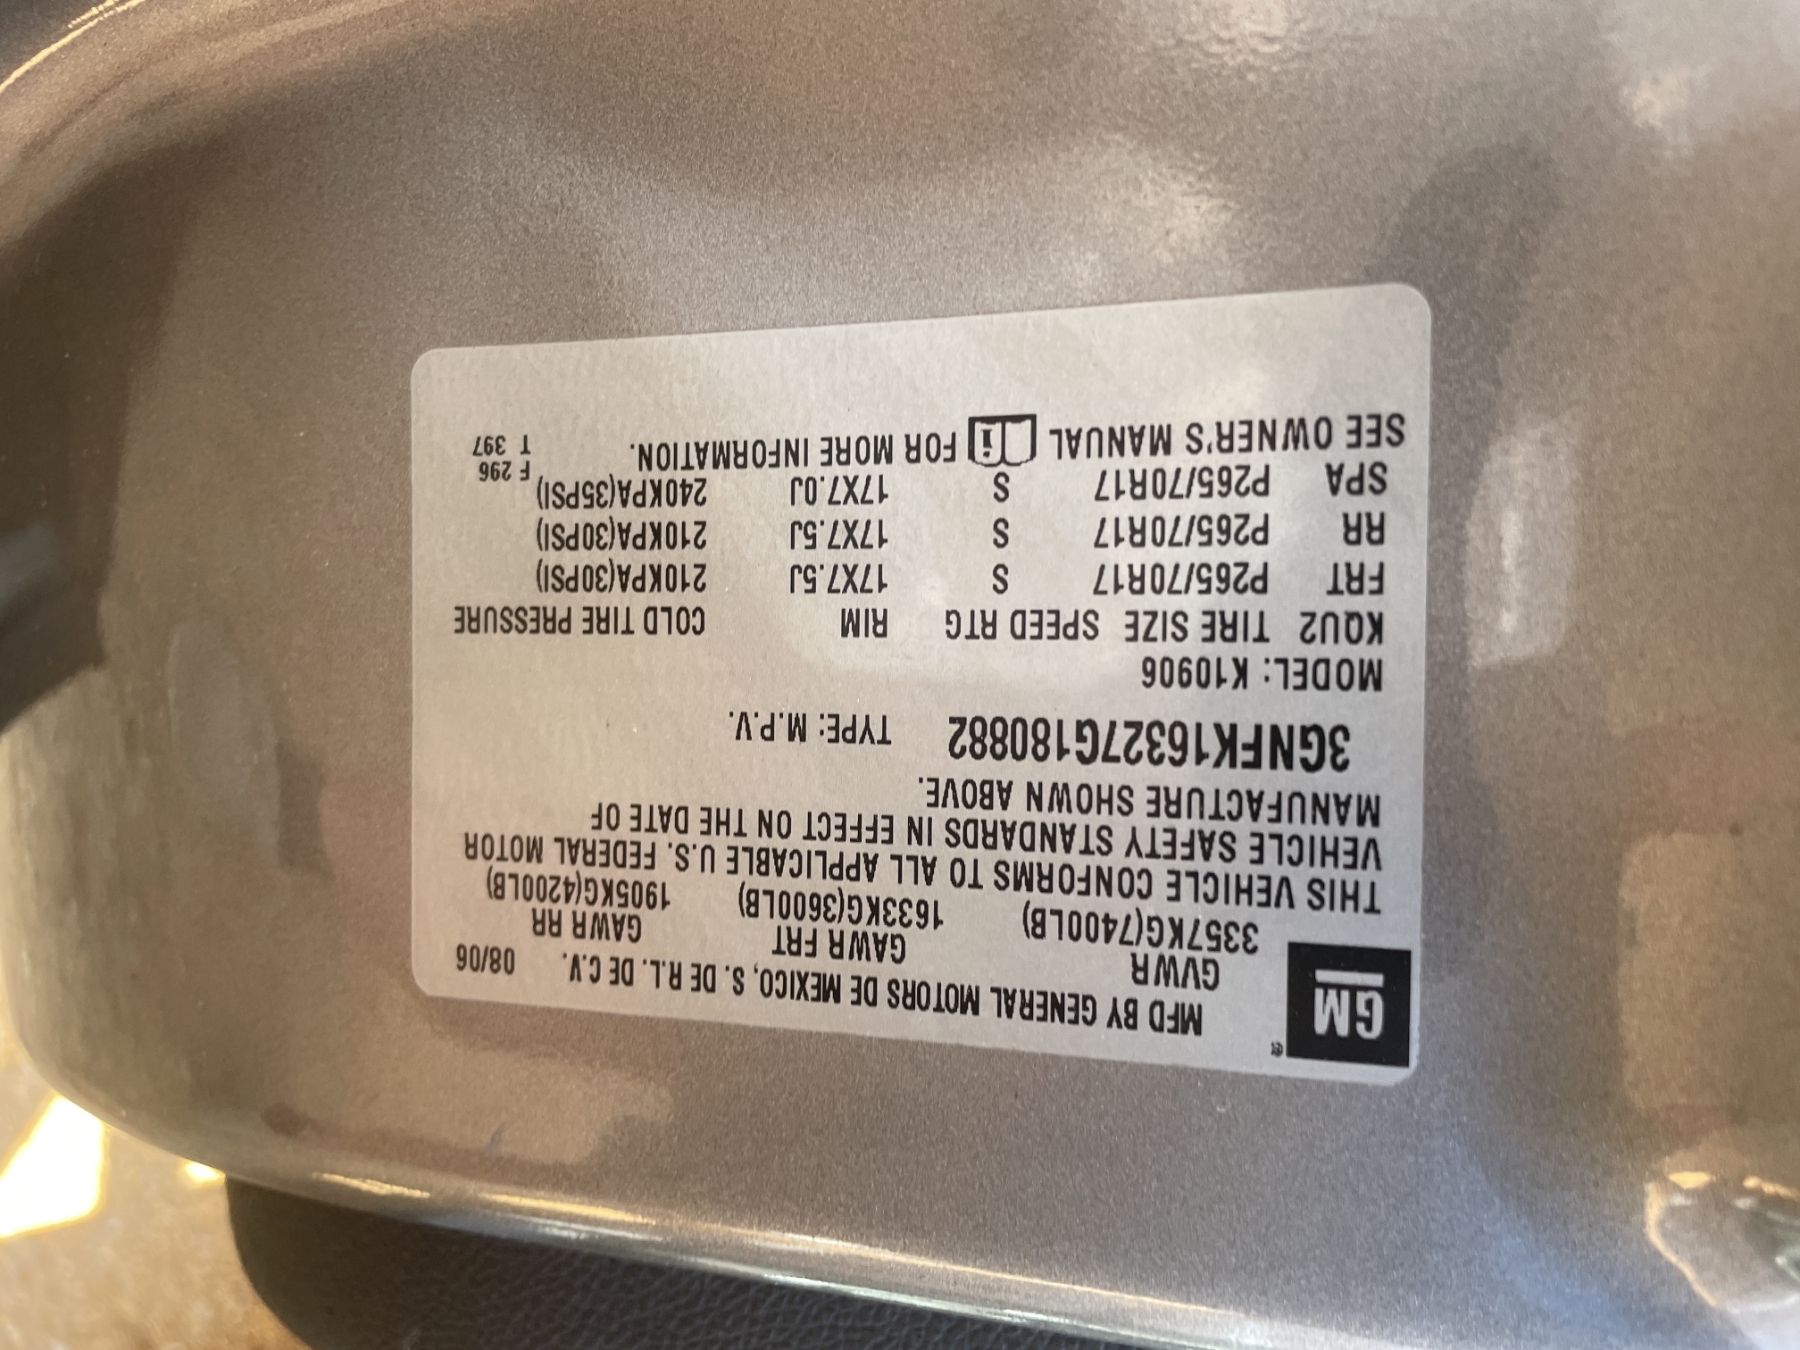 GM ®
MFD BY GENERAL MOTORS DE MEXICO, S. DE R.L. DE C.V. 08/06
GVWR GAWR FRT GAWR RR
3357KG(7400LB) 1633KG(3600LB) 1905KG(4200LB)
THIS VEHICLE CONFORMS TO ALL APPLICABLE U.S. FEDERAL MOTOR
VEHICLE SAFETY STANDARDS IN EFFECT ON THE DATE OF
MANUFACTURE SHOWN ABOVE.
3GNFK16327G180882 TYPE: M.P.V.
MODEL: K10906
KQU2 TIRE SIZE SPEED RTG RIM COLD TIRE PRESSURE
FRT P265/70R17 S 17X7.5J 210KPA(30PSI)
RR P265/70R17 S 17X7.5J 210KPA(30PSI)
SPA P265/70R17 S 17X7.0J 240KPA(35PSI) F 296
SEE OWNER'S MANUAL i FOR MORE INFORMATION. T 397